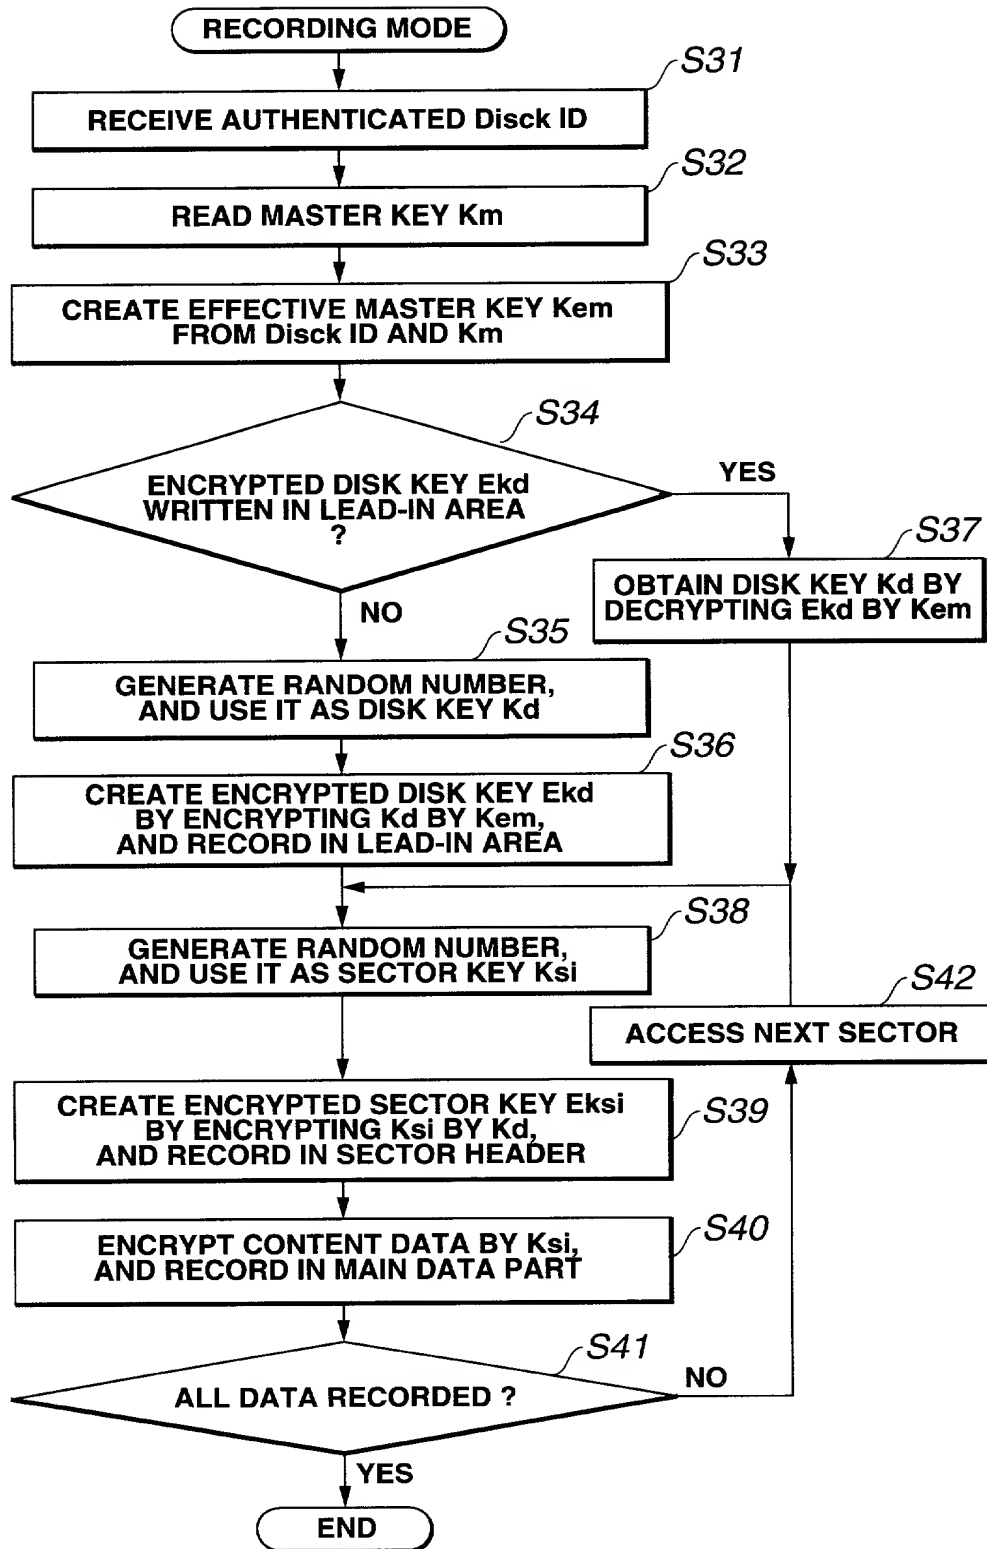 RECORDING MODE
S31
RECEIVE AUTHENTICATED Disck ID
S32
READ MASTER KEY Km
S33
CREATE EFFECTIVE MASTER KEY Kem
FROM Disck ID AND Km
S34
ENCRYPTED DISK KEY Ekd
WRITTEN IN LEAD-IN AREA
?
YES
NO
S37
OBTAIN DISK KEY Kd BY
DECRYPTING Ekd BY Kem
S35
GENERATE RANDOM NUMBER,
AND USE IT AS DISK KEY Kd
S36
CREATE ENCRYPTED DISK KEY Ekd
BY ENCRYPTING Kd BY Kem,
AND RECORD IN LEAD-IN AREA
S38
GENERATE RANDOM NUMBER,
AND USE IT AS SECTOR KEY Ksi
S42
ACCESS NEXT SECTOR
CREATE ENCRYPTED SECTOR KEY Eksi
BY ENCRYPTING Ksi BY Kd,
AND RECORD IN SECTOR HEADER
S39
ENCRYPT CONTENT DATA BY Ksi,
AND RECORD IN MAIN DATA PART
S40
S41
ALL DATA RECORDED ?
NO
YES
END